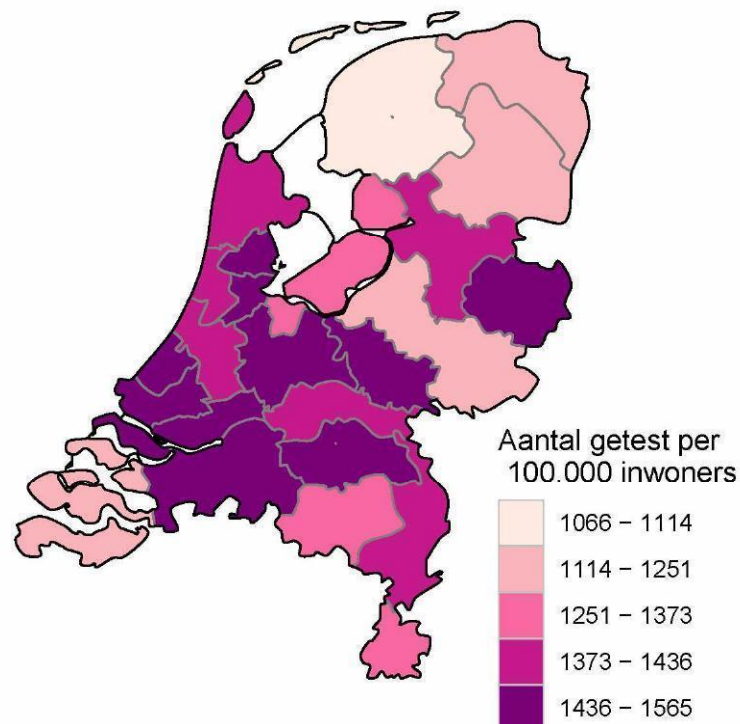 Aantal getest per
100.000 inwoners
1066 – 1114
1114 – 1251
1251 – 1373
1373 – 1436
1436 – 1565